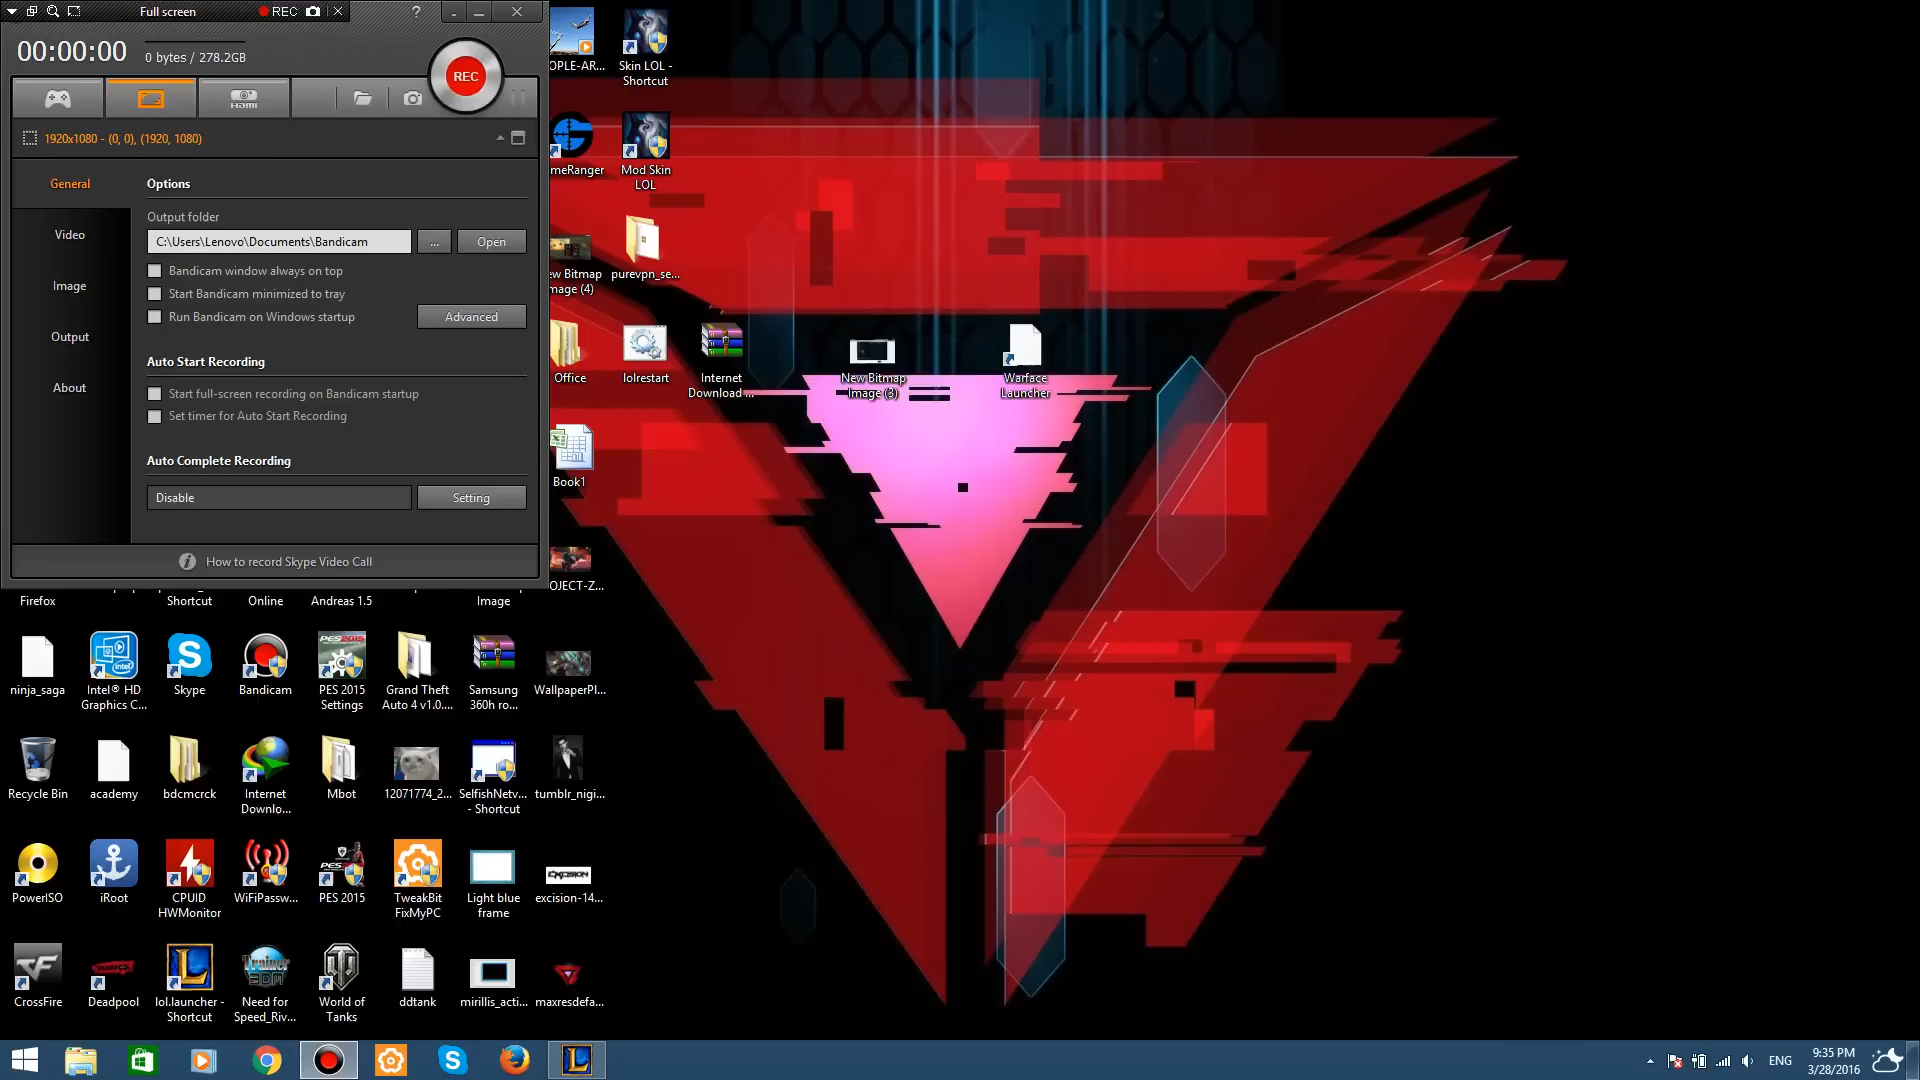 Full screen
REC
?
00:00:00
0 bytes / 278.2GB
REC
HDMI
1920x1080 - (0, 0), (1920, 1080)
General
Video
Image
Output
About
Options
Output folder
C:\Users\Lenovo\Documents\Bandicam
...
Open
Bandicam window always on top
Start Bandicam minimized to tray
Run Bandicam on Windows startup
Advanced
Auto Start Recording
Start full-screen recording on Bandicam startup
Set timer for Auto Start Recording
Auto Complete Recording
Disable
Setting
How to record Skype Video Call
OPLE-AR...
Skin LOL -
Shortcut
meRanger
Mod Skin
LOL
ew Bitmap
mage (4)
purevpn_se...
Office
lolrestart
Internet
Download ...
New Bitmap
Image (3)
Warface
Launcher
Book1
OJECT-Z...
Firefox
Shortcut
Online
Andreas 1.5
Image
ninja_saga
Intel® HD
Graphics C...
Skype
Bandicam
PES 2015
Settings
Grand Theft
Auto 4 v1.0....
Samsung
360h ro...
WallpaperPl...
Recycle Bin
academy
bdcmcrck
Internet
Downlo...
Mbot
12071774_2...
SelfishNetv...
- Shortcut
tumblr_nigi...
PowerISO
iRoot
CPUID
HWMonitor
WiFiPassw...
PES 2015
TweakBit
FixMyPC
Light blue
frame
excision-14...
CrossFire
Deadpool
lol.launcher -
Shortcut
Need for
Speed_Riv...
World of
Tanks
ddtank
mirillis_acti...
maxresdefa...
ENG
9:35 PM
3/28/2016